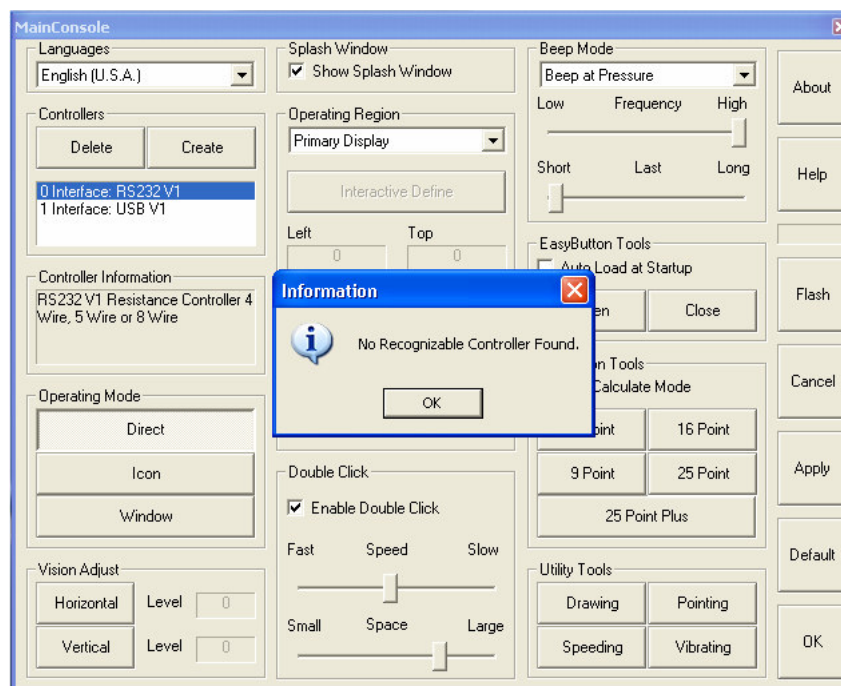 MainConsole
Languages
English (U.S.A.)
Controllers
Delete Create
0 Interface: RS232 V1
1 Interface: USB V1
Controller Information
RS232 V1 Resistance Controller 4
Wire, 5 Wire or 8 Wire
Operating Mode
Direct
Icon
Window
Vision Adjust
Horizontal Level 0
Vertical Level 0
Splash Window
Show Splash Window
Operating Region
Primary Display
Interactive Define
Left Top
0 0
Information
No Recognizable Controller Found.
OK
Double Click
Enable Double Click
Fast Speed Slow
Small Space Large
Beep Mode
Beep at Pressure
Low Frequency High
Short Last Long
EasyButton Tools
Auto Load at Startup
Close
Tools
Calculate Mode
16 Point
9 Point 25 Point
25 Point Plus
Utility Tools
Drawing Pointing
Speeding Vibrating
About
Help
Flash
Cancel
Apply
Default
OK